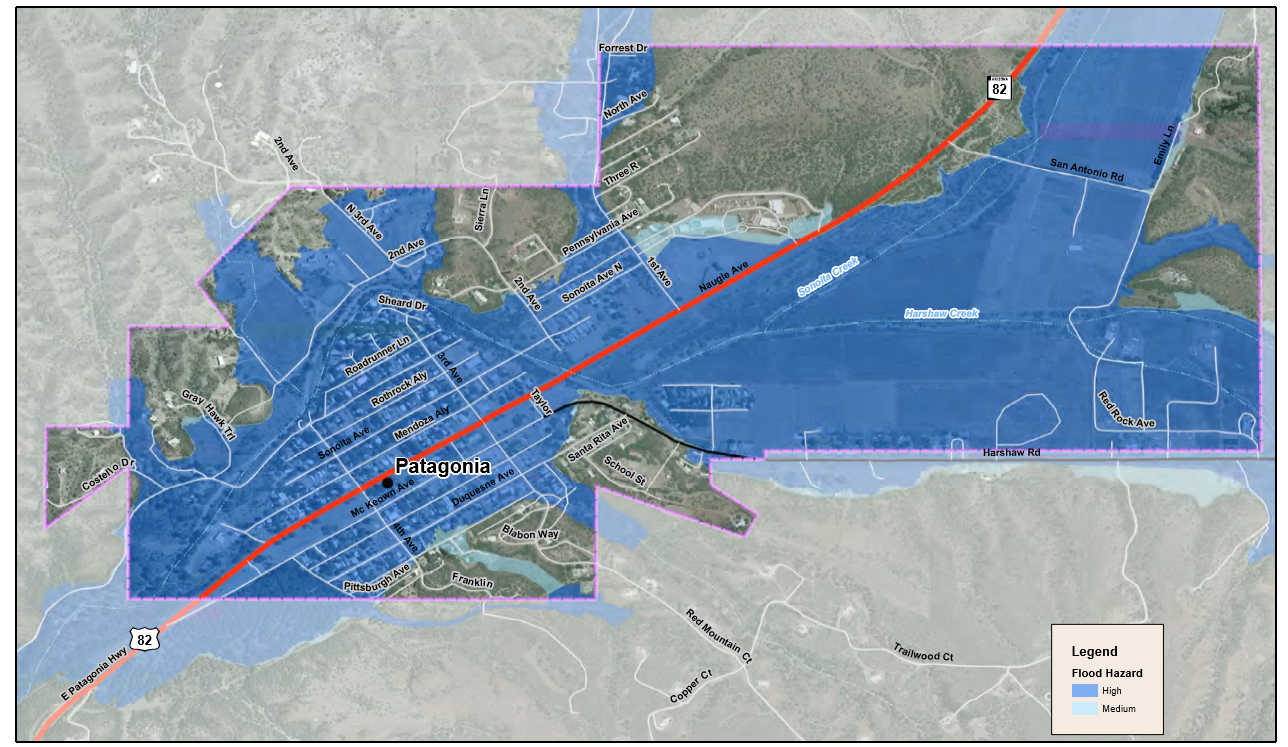 Forrest Dr
ARIZONA
82
North Ave
2nd Ave
Emily Ln
San Antonio Rd
Three R
Sierra Ln
N 3rd Ave
Pennsylvania Ave
2nd Ave
1st Ave
Naugle Ave
Sonoita Creek
Sonoita Ave N
2nd Ave
Sheard Dr
Harshaw Creek
Roadrunner Ln
3rd Ave
Rothrock Aly
Taylor
Gray Hawk Trl
Mendoza Aly
Red Rock Ave
Sonoita Ave
Santa Rita Ave
Harshaw Rd
Patagonia
School St
Costello Dr
Duquesne Ave
Mc Keown Ave
4th Ave
Blabon Way
Pittsburgh Ave
Franklin
82
E Patagonia Hwy
Red Mountain Ct
Trailwood Ct
Copper Ct
Legend
Flood Hazard
High
Medium